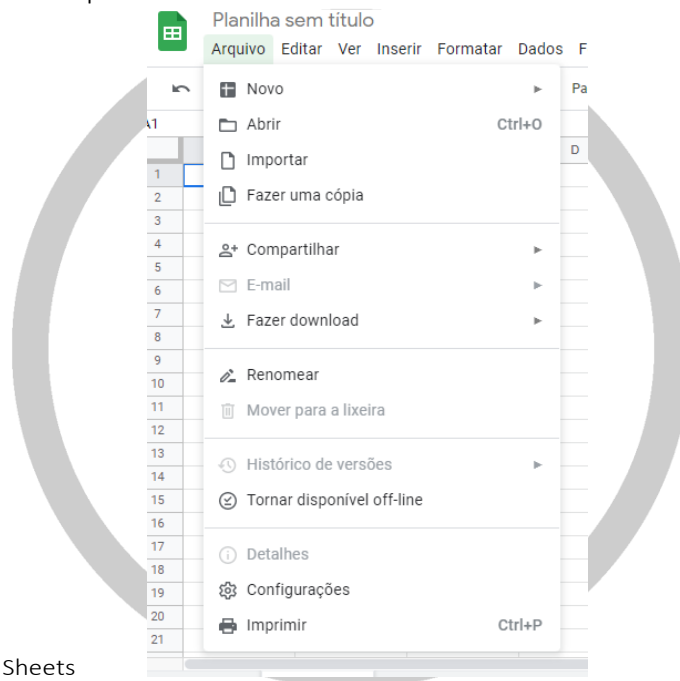 Planilha sem título
Arquivo Editar Ver Inserir Formatar Dados F
Novo Pa
A1
Abrir Ctrl+O
D
Importar
1
Fazer uma cópia
2
3
4
Compartilhar
5
E-mail
6
7
Fazer download
8
9
Renomear
10
11
Mover para a lixeira
12
13
Histórico de versões
14
15
Tornar disponível off-line
16
17
Detalhes
18
19
Configurações
20
Imprimir Ctrl+P
21
Sheets